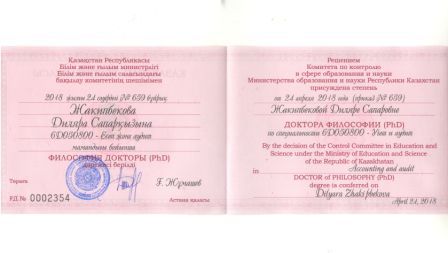 Қазақстан Республикасы
Білім және ғылым министрлігі
Білім және ғылым саласындағы
бақылау комитетінің шешімімен
2018 жылғы 24 сәуірдегі (№ 659) бұйрық
Жакипбекова
Диляра Сапарқызына
6D050800 - Есеп және аудит
мамандығы бойынша
ФИЛОСОФИЯ ДОКТОРЫ (PhD)
дәрежесі берілді
Төраға
Ғ. Жұмашев
РД № 0002354
Астана қаласы
Решением
Комитета по контролю
в сфере образования и науки
Министерства образования и науки Республики Казахстан
присуждена степень
от 24 апреля 2018 года (приказ № 659)
Жакипбековой Диляре Сапаровне
ДОКТОРА ФИЛОСОФИИ (PhD)
по специальности 6D050800 - Учет и аудит
By the decision of the Control Committee in Education and
Science under the Ministry of Education and Science
of the Republic of Kazakhstan
in Accounting and audit
DOCTOR of PHILOSOPHY (PhD)
degree is conferred on
Dilyara Zhakipbekova
April 24, 2018